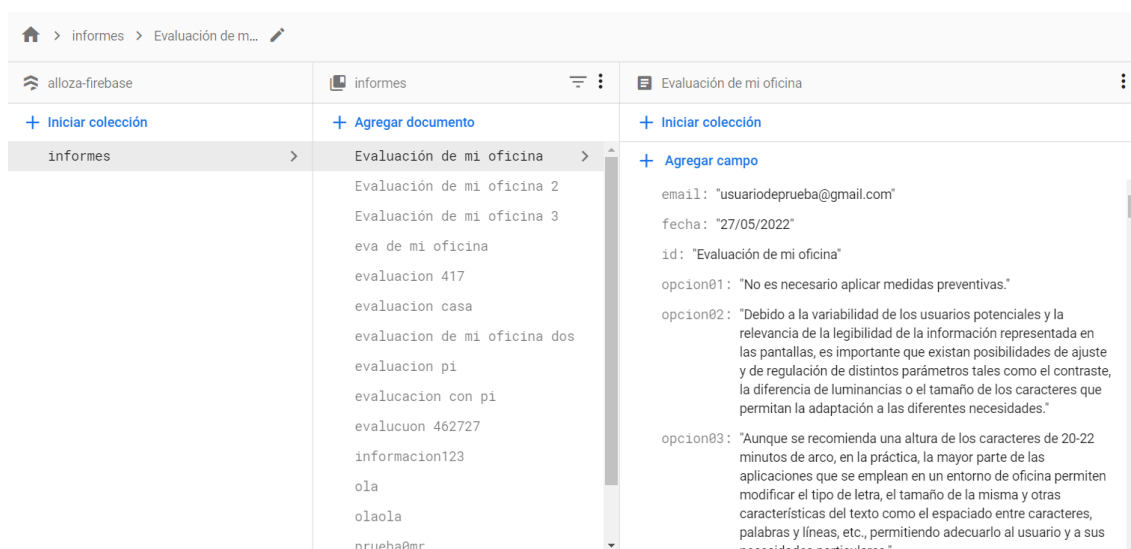 informes > Evaluación de m...
alloza-firebase
Iniciar colección
informes
informes
Agregar documento
Evaluación de mi oficina
Evaluación de mi oficina 2
Evaluación de mi oficina 3
eva de mi oficina
evaluacion 417
evaluacion casa
evaluacion de mi oficina dos
evaluacion pi
evalucacion con pi
evalucuon 462727
informacion123
ola
olaola
prueba0mr
Evaluación de mi oficina
Iniciar colección
Agregar campo
email: "usuariodeprueba@gmail.com"
fecha: "27/05/2022"
id: "Evaluación de mi oficina"
opcion01: "No es necesario aplicar medidas preventivas."
opcion02: "Debido a la variabilidad de los usuarios potenciales y la
relevancia de la legibilidad de la información representada en
las pantallas, es importante que existan posibilidades de ajuste
y de regulación de distintos parámetros tales como el contraste,
la diferencia de luminancias o el tamaño de los caracteres que
permitan la adaptación a las diferentes necesidades."
opcion03: "Aunque se recomienda una altura de los caracteres de 20-22
minutos de arco, en la práctica, la mayor parte de las
aplicaciones que se emplean en un entorno de oficina permiten
modificar el tipo de letra, el tamaño de la misma y otras
características del texto como el espaciado entre caracteres,
palabras y líneas, etc., permitiendo adecuarlo al usuario y a sus
necesidades particulares."